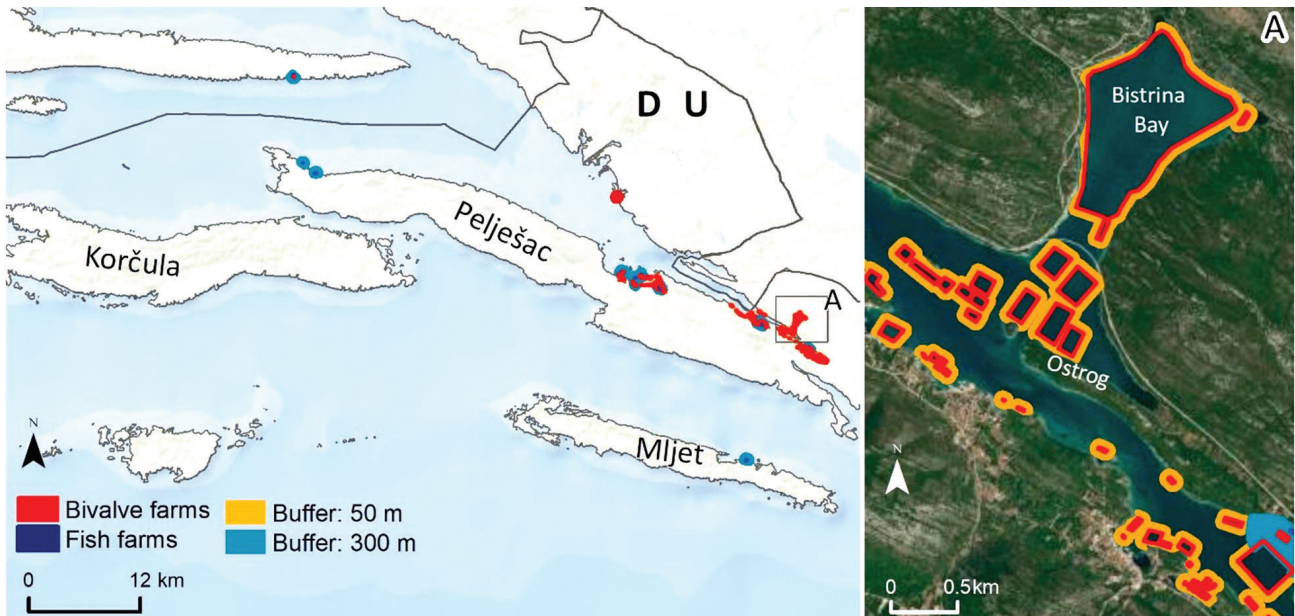 D U
Pelješac
Korčula
A
Mljet
N
Bivalve farms
Fish farms
Buffer: 50 m
Buffer: 300 m
0 12 km
A
Bistrina
Bay
Ostrog
N
0 0.5km